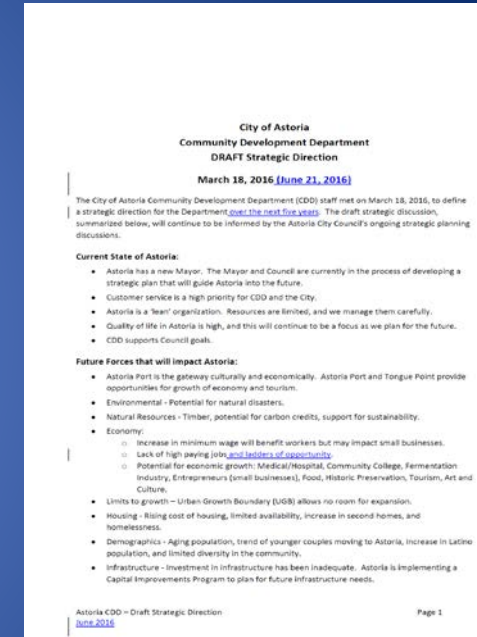 City of Astoria
Community Development Department
DRAFT Strategic Direction
March 18, 2016 (June 21, 2016)
The City of Astoria Community Development Department (CDD) staff met on March 18, 2016, to define
a strategic direction for the Department over the next five years. The draft strategic discussion,
summarized below, will continue to be informed by the Astoria City Council's ongoing strategic planning
discussions.
Current State of Astoria:
• Astoria has a new Mayor. The Mayor and Council are currently in the process of developing a
strategic plan that will guide Astoria into the future.
• Customer service is a high priority for CDD and the City.
• Astoria is a 'lean' organization. Resources are limited, and we manage them carefully.
• Quality of life in Astoria is high, and this will continue to be a focus as we plan for the future.
• CDD supports Council goals.
Future Forces that will impact Astoria:
• Astoria Port is the gateway culturally and economically. Astoria Port and Tongue Point provide
opportunities for growth of economy and tourism.
• Environmental - Potential for natural disasters.
• Natural Resources - Timber, potential for carbon credits, support for sustainability.
• Economy:
○ Increase in minimum wage will benefit workers but may impact small businesses.
○ Lack of high paying jobs and ladders of opportunity.
○ Potential for economic growth: Medical/Hospital, Community College, Fermentation
Industry, Entrepreneurs (small businesses), Food, Historic Preservation, Tourism, Art and
Culture.
• Limits to growth – Urban Growth Boundary (UGB) allows no room for expansion.
• Housing - Rising cost of housing, limited availability, increase in second homes, and
homelessness.
• Demographics - Aging population, trend of younger couples moving to Astoria, increase in Latino
population, and limited diversity in the community.
• Infrastructure - Investment in infrastructure has been inadequate. Astoria is implementing a
Capital Improvements Program to plan for future infrastructure needs.
Astoria CDD – Draft Strategic Direction Page 1
June 2016